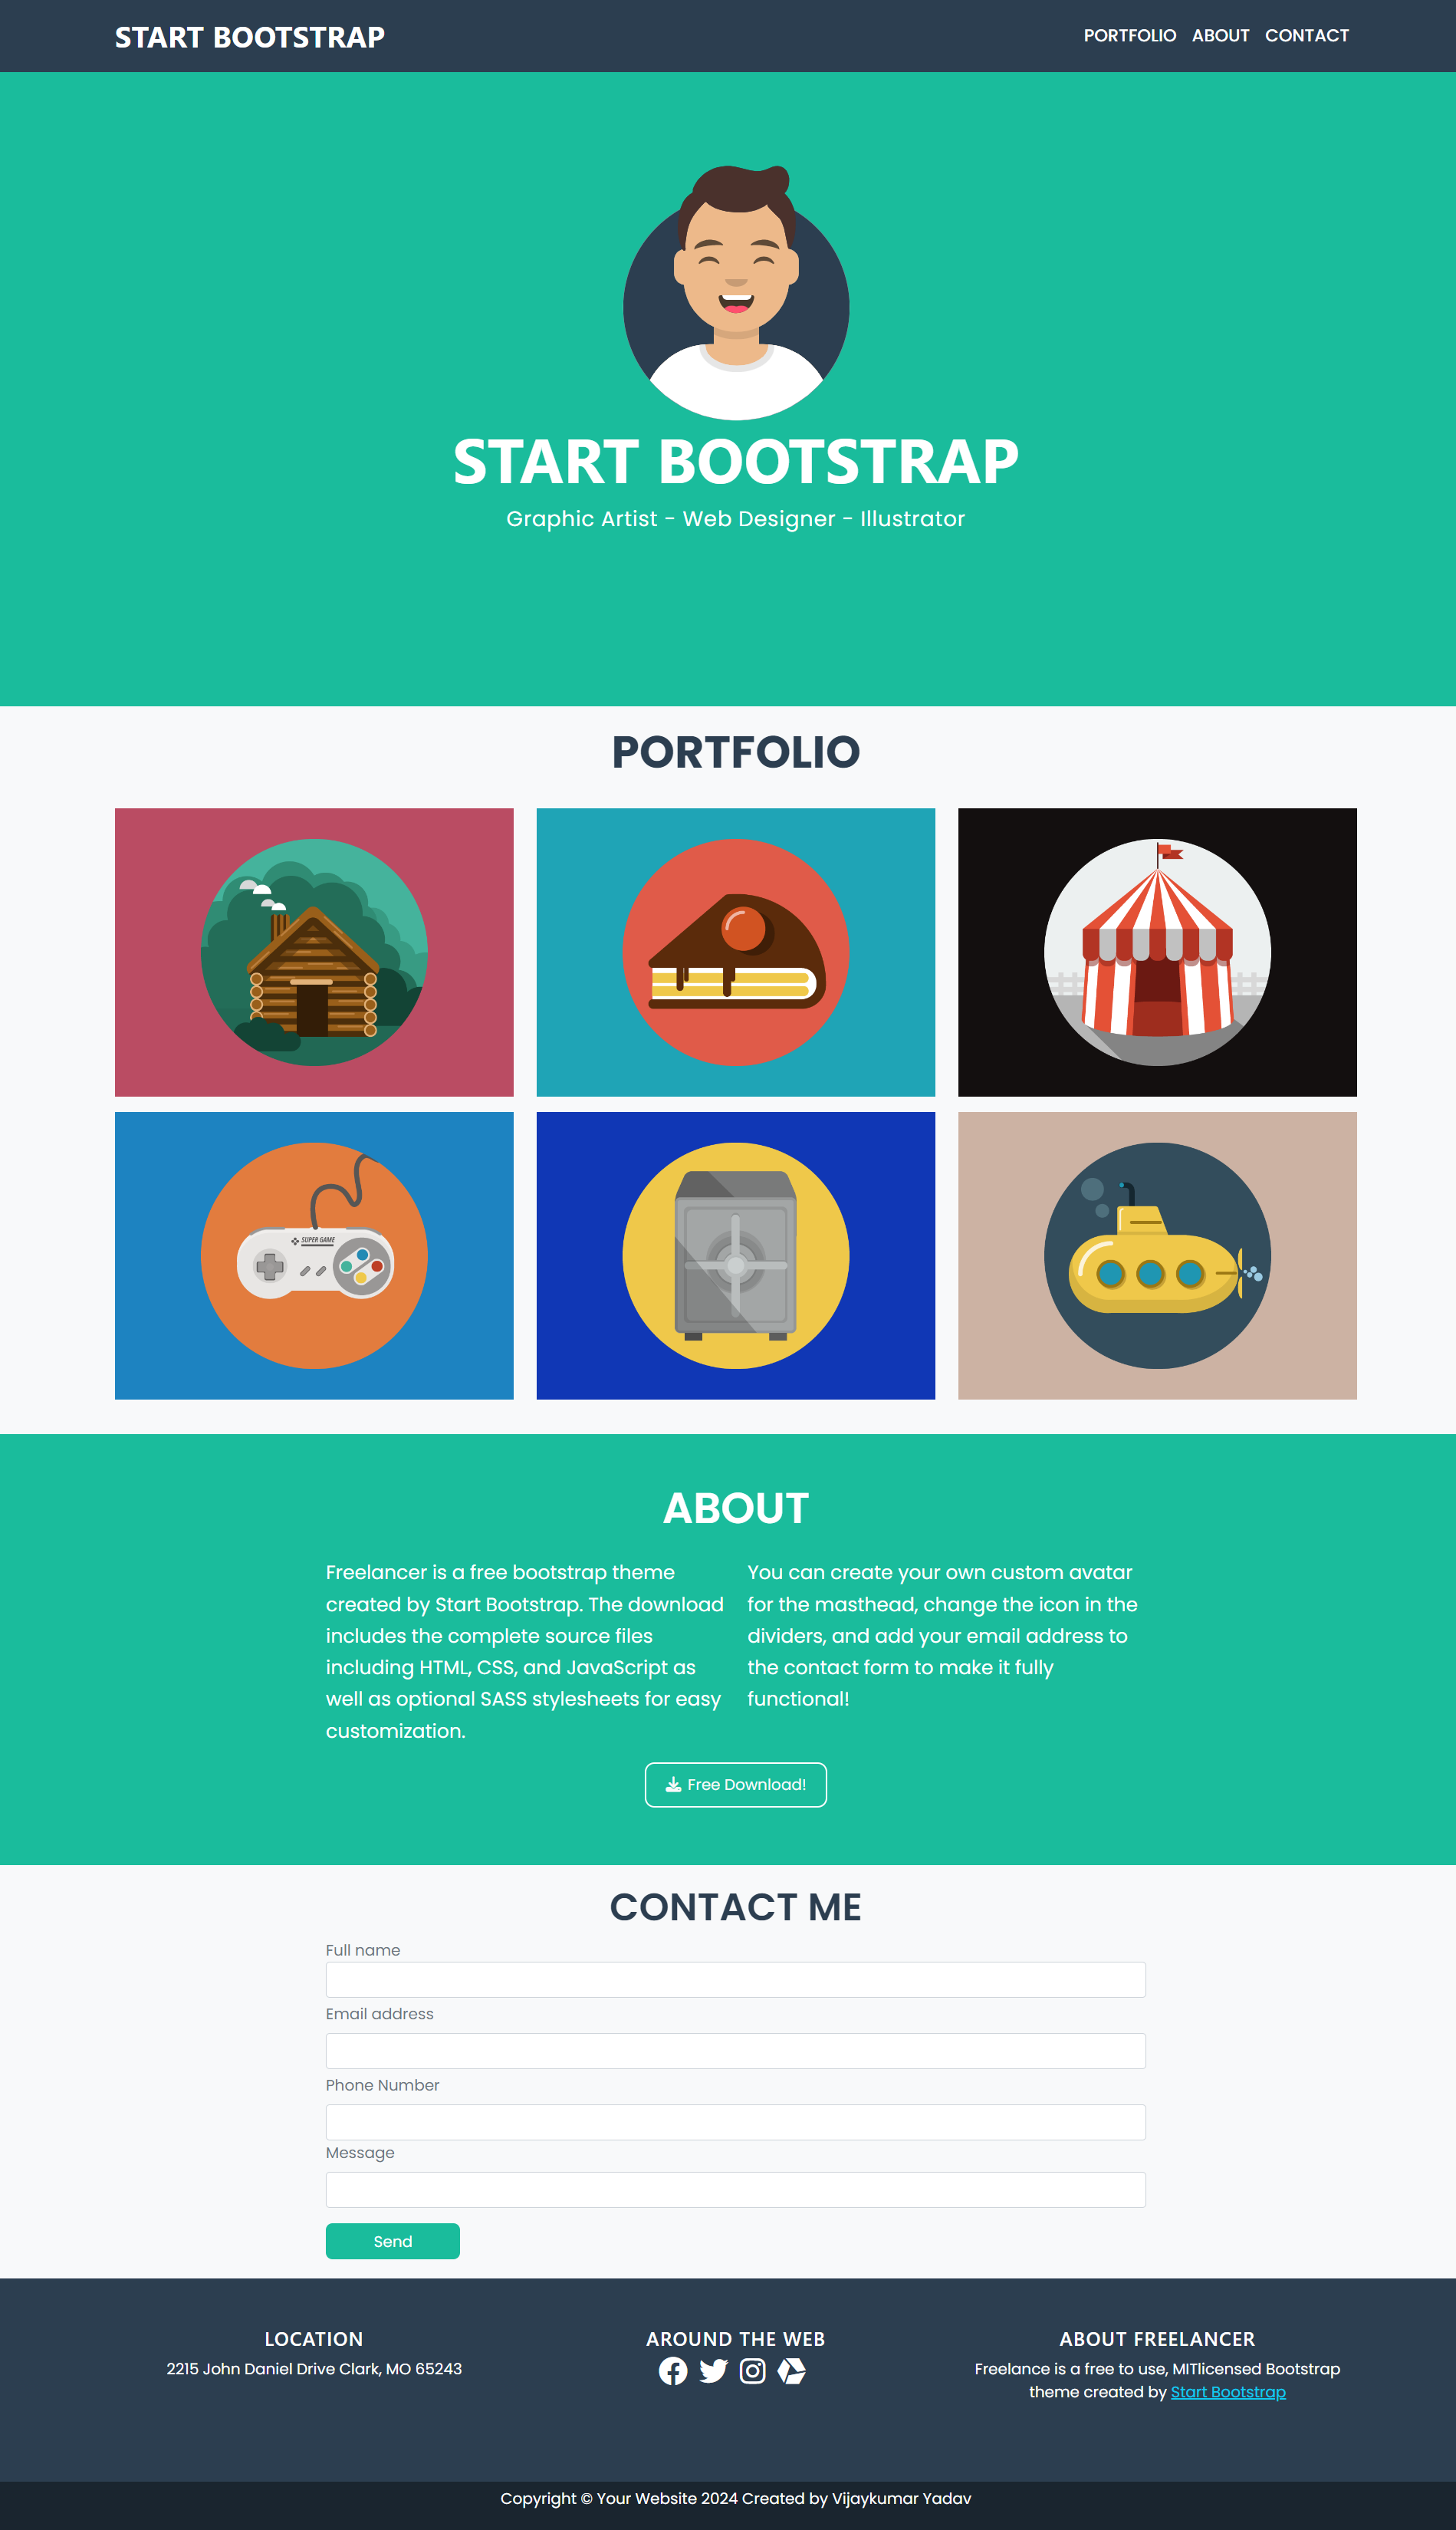 START BOOTSTRAP
PORTFOLIO ABOUT CONTACT
START BOOTSTRAP
Graphic Artist - Web Designer - Illustrator
PORTFOLIO
SUPER GAME
ABOUT
Freelancer is a free bootstrap theme
created by Start Bootstrap. The download
includes the complete source files
including HTML, CSS, and JavaScript as
well as optional SASS stylesheets for easy
customization.
You can create your own custom avatar
for the masthead, change the icon in the
dividers, and add your email address to
the contact form to make it fully
functional!
Free Download!
CONTACT ME
Full name
Email address
Phone Number
Message
Send
LOCATION
2215 John Daniel Drive Clark, MO 65243
AROUND THE WEB
ABOUT FREELANCER
Freelance is a free to use, MITlicensed Bootstrap
theme created by Start Bootstrap
Copyright © Your Website 2024 Created by Vijaykumar Yadav